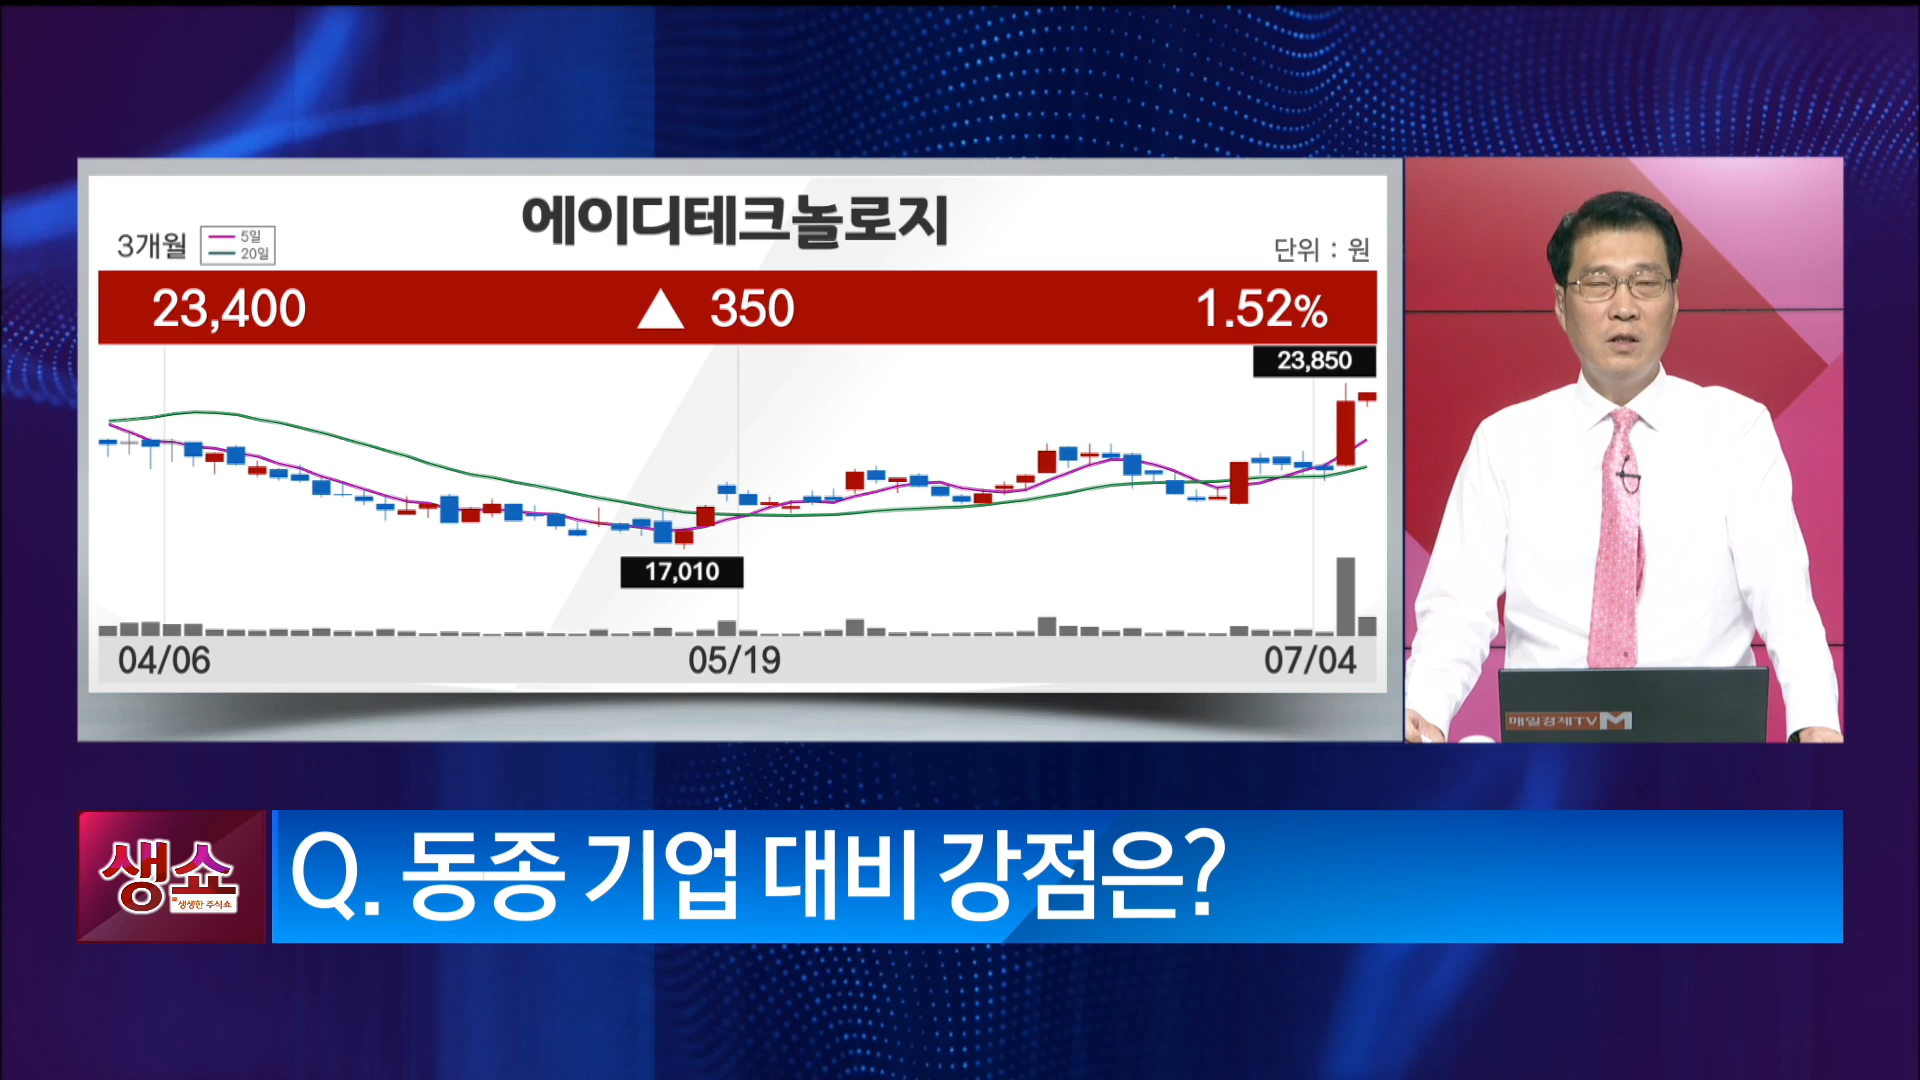 에이디테크놀로지
3개월
5일
20일
단위 : 원
23,400 ▲ 350 1.52%
23,850
17,010
04/06 05/19 07/04
매일경제TV M
생쇼
생생한 주식쇼
Q. 동종 기업 대비 강점은?